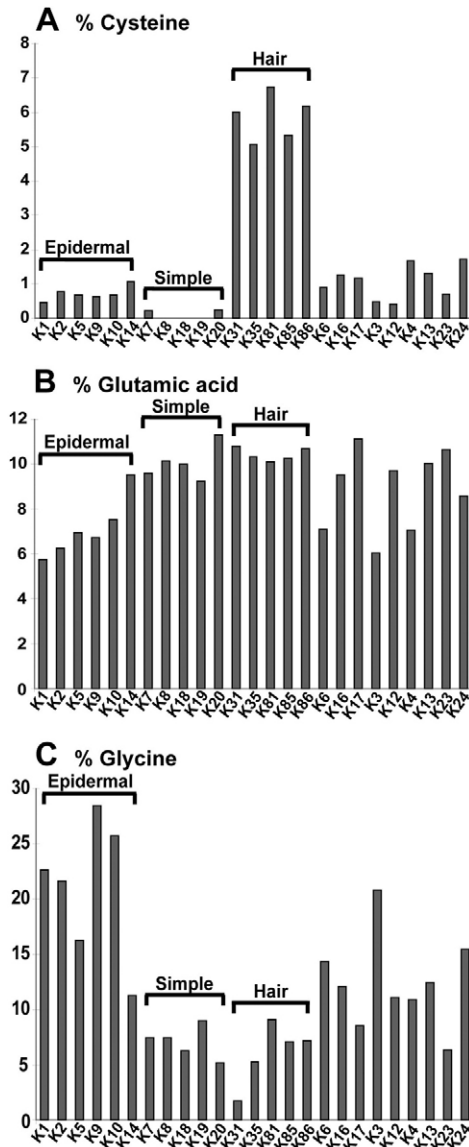 A % Cysteine
8
7
6
5
4
3
2
1
0
Hair
Epidermal
Simple
K1 K2 K5 K9 K10 K14 K7 K8 K18 K19 K20 K31 K35 K81 K85 K86 K6 K16 K17 K3 K12 K4 K13 K23 K24
B % Glutamic acid
12
10
8
6
4
2
0
Simple
Epidermal
Hair
K1 K2 K5 K9 K10 K14 K7 K8 K18 K19 K20 K31 K35 K81 K85 K86 K6 K16 K17 K3 K12 K4 K13 K23 K24
C % Glycine
30
25
20
15
10
5
0
Epidermal
Simple
Hair
K1 K2 K5 K9 K10 K14 K7 K8 K18 K19 K20 K31 K35 K81 K85 K86 K6 K16 K17 K3 K12 K4 K13 K23 K24